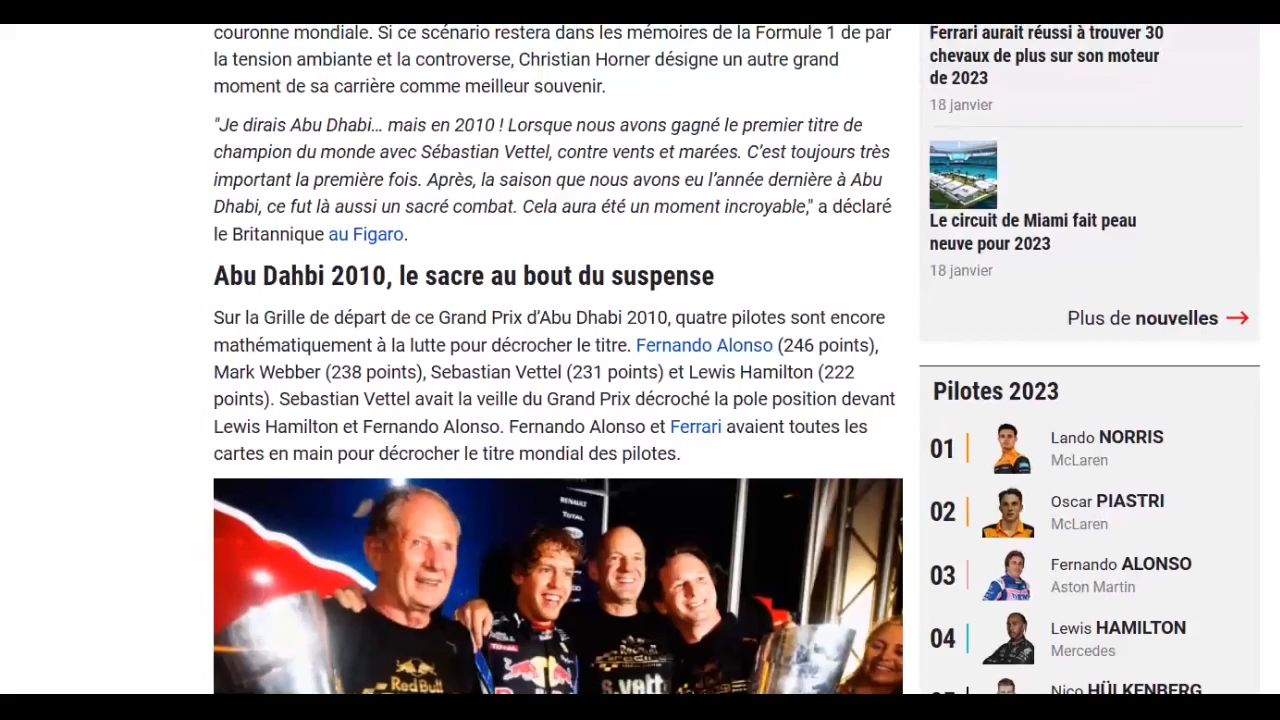 couronne mondiale. Si ce scénario restera dans les mémoires de la Formule 1 de par
la tension ambiante et la controverse, Christian Horner désigne un autre grand
moment de sa carrière comme meilleur souvenir.
"Je dirais Abu Dhabi… mais en 2010 ! Lorsque nous avons gagné le premier titre de
champion du monde avec Sébastian Vettel, contre vents et marées. C’est toujours très
important la première fois. Après, la saison que nous avons eu l’année dernière à Abu
Dhabi, ce fut là aussi un sacré combat. Cela aura été un moment incroyable," a déclaré
le Britannique au Figaro.
Abu Dahbi 2010, le sacre au bout du suspense
Sur la Grille de départ de ce Grand Prix d’Abu Dhabi 2010, quatre pilotes sont encore
mathématiquement à la lutte pour décrocher le titre. Fernando Alonso (246 points),
Mark Webber (238 points), Sebastian Vettel (231 points) et Lewis Hamilton (222
points). Sebastian Vettel avait la veille du Grand Prix décroché la pole position devant
Lewis Hamilton et Fernando Alonso. Fernando Alonso et Ferrari avaient toutes les
cartes en main pour décrocher le titre mondial des pilotes.
RENAULT
TOTAL
TOTAL
Red Bull
Red Bull
s.vett
Ferrari aurait réussi à trouver 30
chevaux de plus sur son moteur
de 2023
18 janvier
Le circuit de Miami fait peau
neuve pour 2023
18 janvier
Plus de nouvelles
Pilotes 2023
01 Lando NORRIS
McLaren
02 Oscar PIASTRI
McLaren
03 Fernando ALONSO
Aston Martin
04 Lewis HAMILTON
Mercedes
Nico HÜLKENBERG